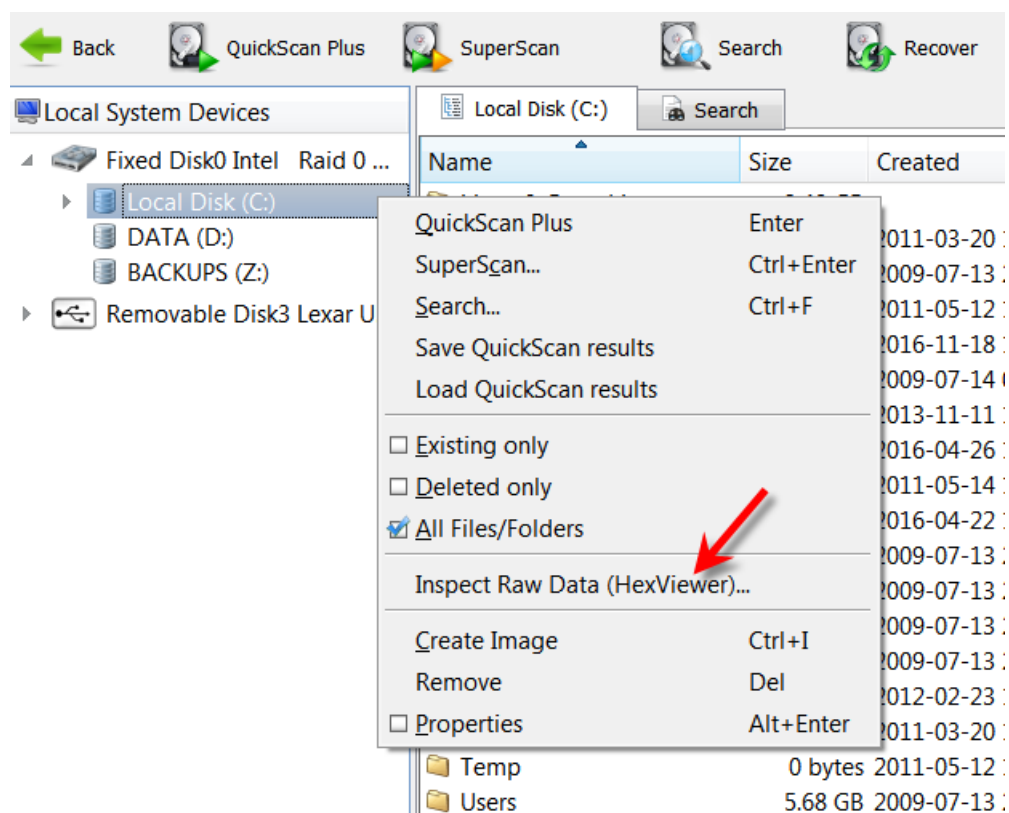 Back QuickScan Plus SuperScan Search Recover
Local System Devices
Local Disk (C:) Search
Fixed Disk0 Intel Raid 0 ...
Name Size Created
Local Disk (C:)
DATA (D:)
BACKUPS (Z:)
Removable Disk3 Lexar U
QuickScan Plus Enter
SuperScan... Ctrl+Enter
Search... Ctrl+F
Save QuickScan results
Load QuickScan results
Existing only
Deleted only
All Files/Folders
Inspect Raw Data (HexViewer)...
Create Image Ctrl+I
Remove Del
Properties Alt+Enter
2011-03-20
2009-07-13
2011-05-12
2016-11-18
2009-07-14
2013-11-11
2016-04-26
2011-05-14
2016-04-22
2009-07-13
2009-07-13
2009-07-13
2009-07-13
2012-02-23
2011-03-20
Temp 0 bytes 2011-05-12
Users 5.68 GB 2009-07-13